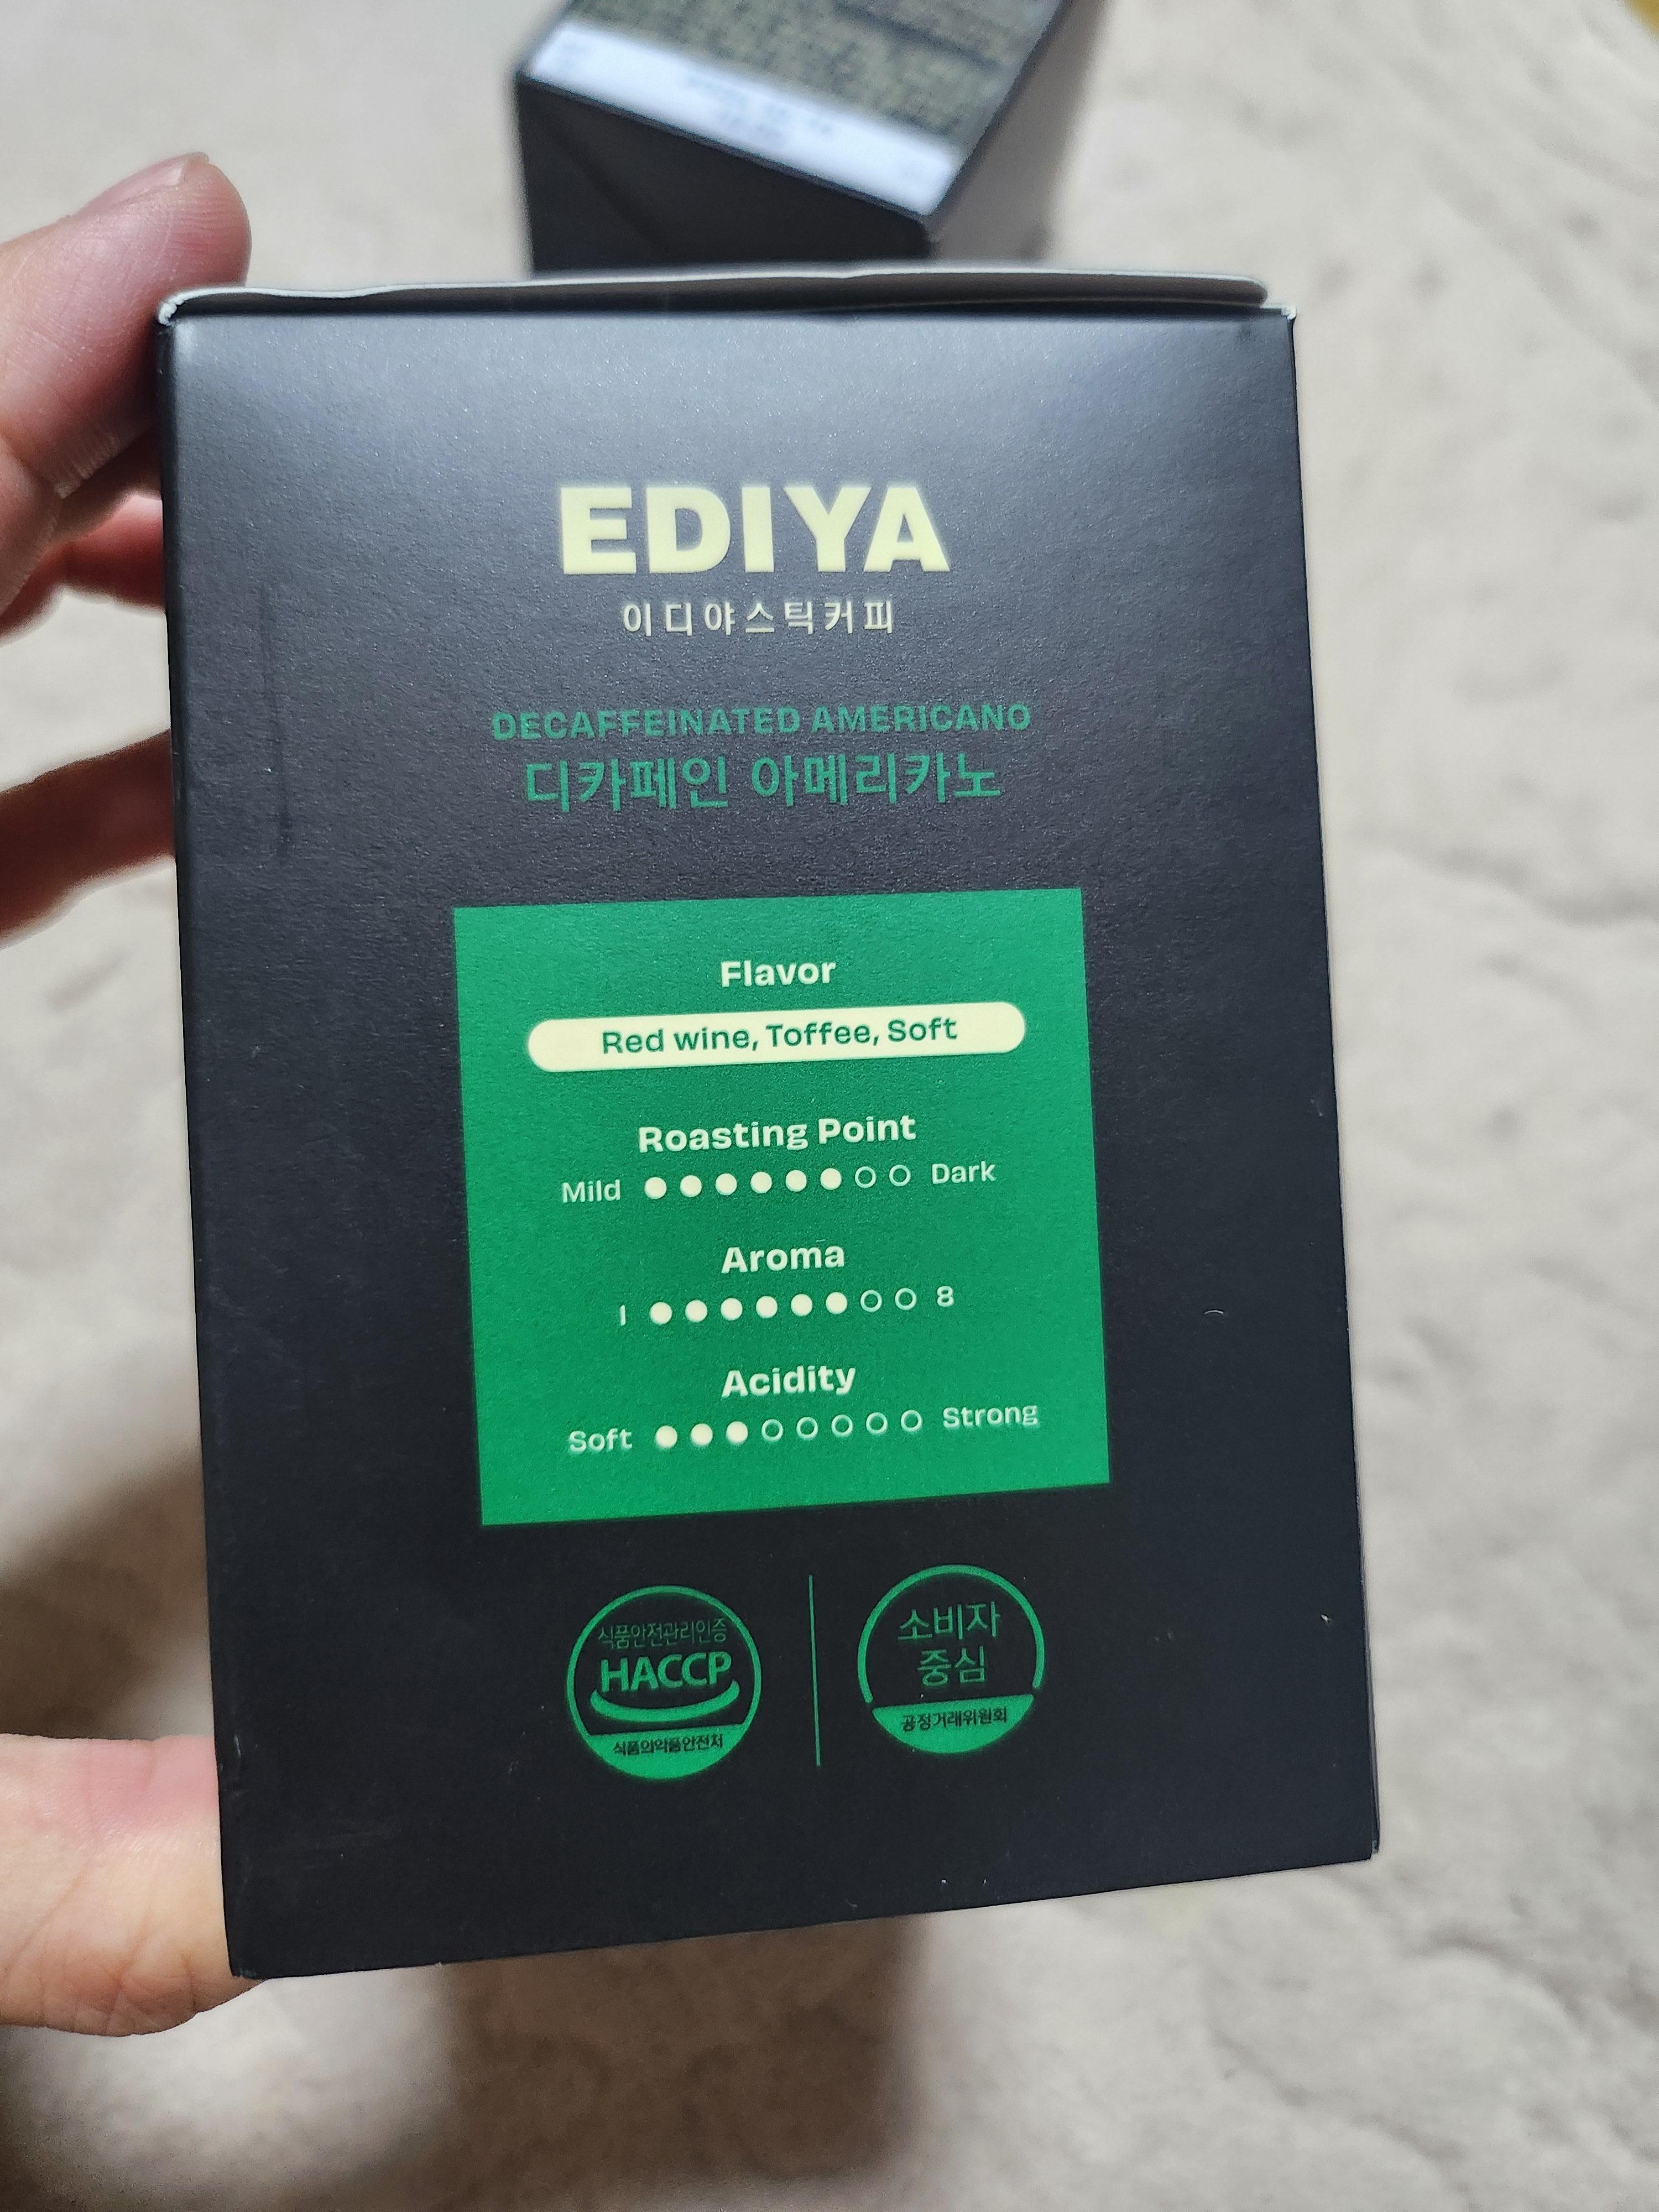 EDIYA
이디야스틱커피
DECAFFEINATED AMERICANO
디카페인 아메리카노
Flavor
Red wine, Toffee, Soft
Roasting Point
Mild Dark
Aroma
1 8
Acidity
Soft Strong
식품안전관리인증
HACCP
식품의약품안전처
소비자
중심
공정거래위원회